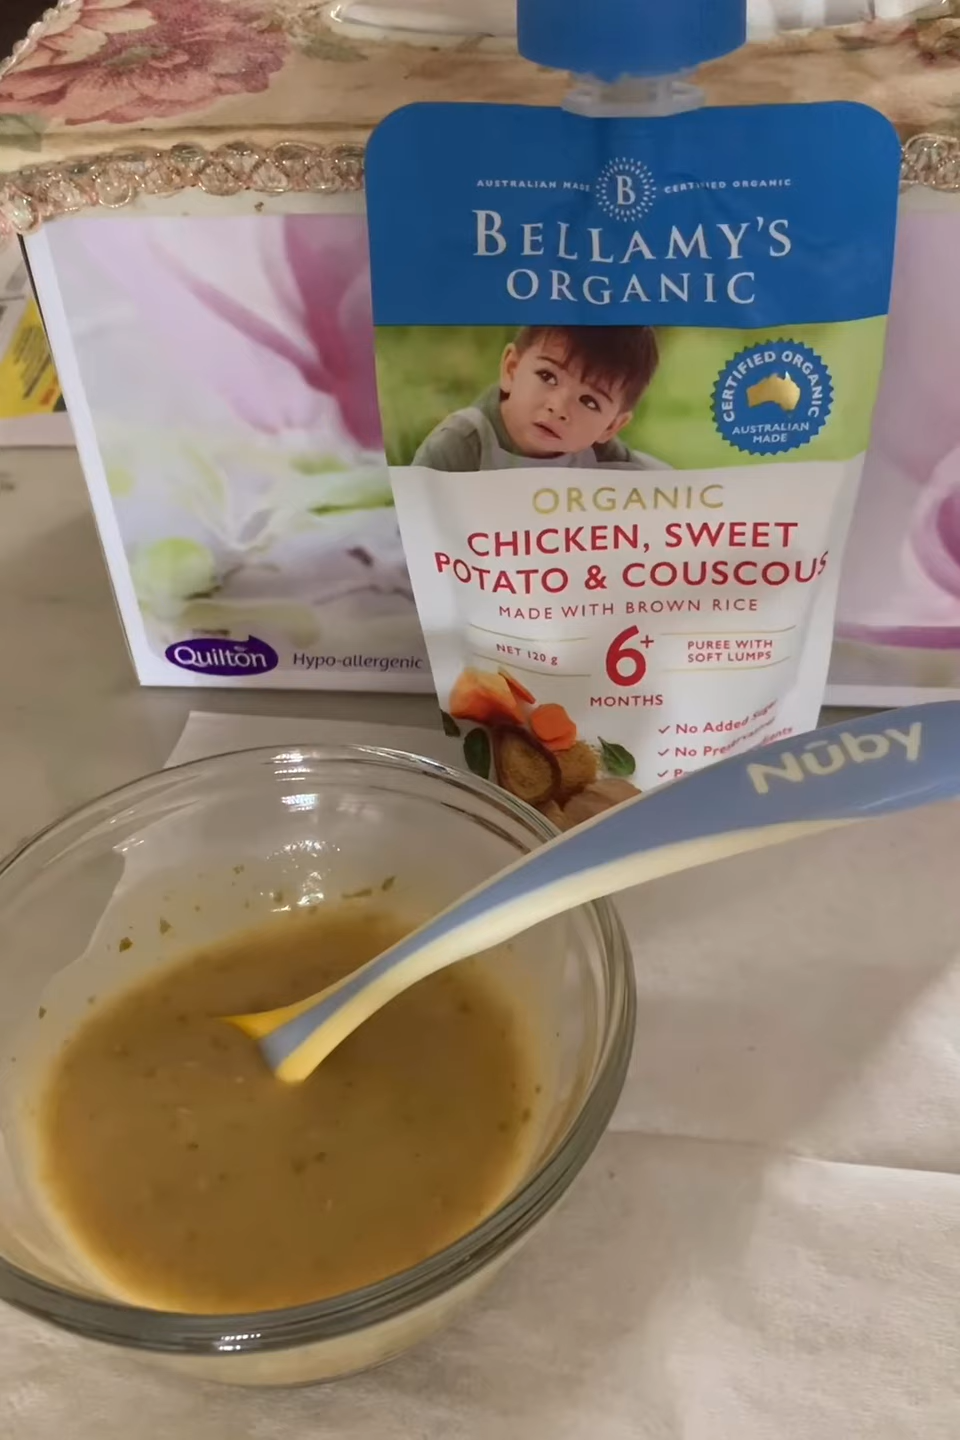 AUSTRALIAN MADE B CERTIFIED ORGANIC
BELLAMY'S
ORGANIC
CERTIFIED ORGANIC
AUSTRALIAN
MADE
ORGANIC
CHICKEN, SWEET
POTATO & COUSCOUS
MADE WITH BROWN RICE
NET 120 g
6+
MONTHS
PUREE WITH
SOFT LUMPS
✓ No Added Sugar
✓ No
Quilton
Hypo-allergenic
Nūby